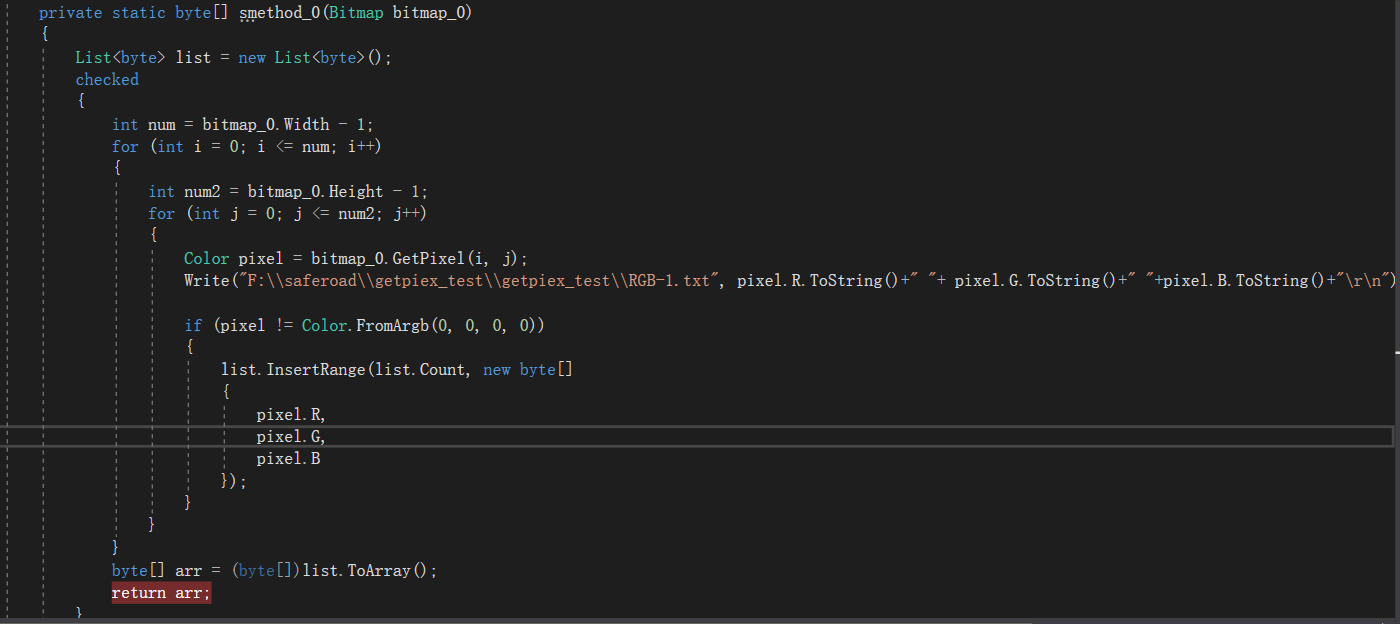 private static byte[] smethod_0(Bitmap bitmap_0)
{
List<byte> list = new List<byte>();
checked
{
int num = bitmap_0.Width - 1;
for (int i = 0; i <= num; i++)
{
int num2 = bitmap_0.Height - 1;
for (int j = 0; j <= num2; j++)
{
Color pixel = bitmap_0.GetPixel(i, j);
Write("F:\\saferoad\\getpiex_test\\getpiex_test\\RGB-1.txt", pixel.R.ToString()+" "+ pixel.G.ToString()+" "+pixel.B.ToString()+"\r\n")
if (pixel != Color.FromArgb(0, 0, 0, 0))
{
list.InsertRange(list.Count, new byte[]
{
pixel.R,
pixel.G,
pixel.B
});
}
}
}
byte[] arr = (byte[])list.ToArray();
return arr;
}